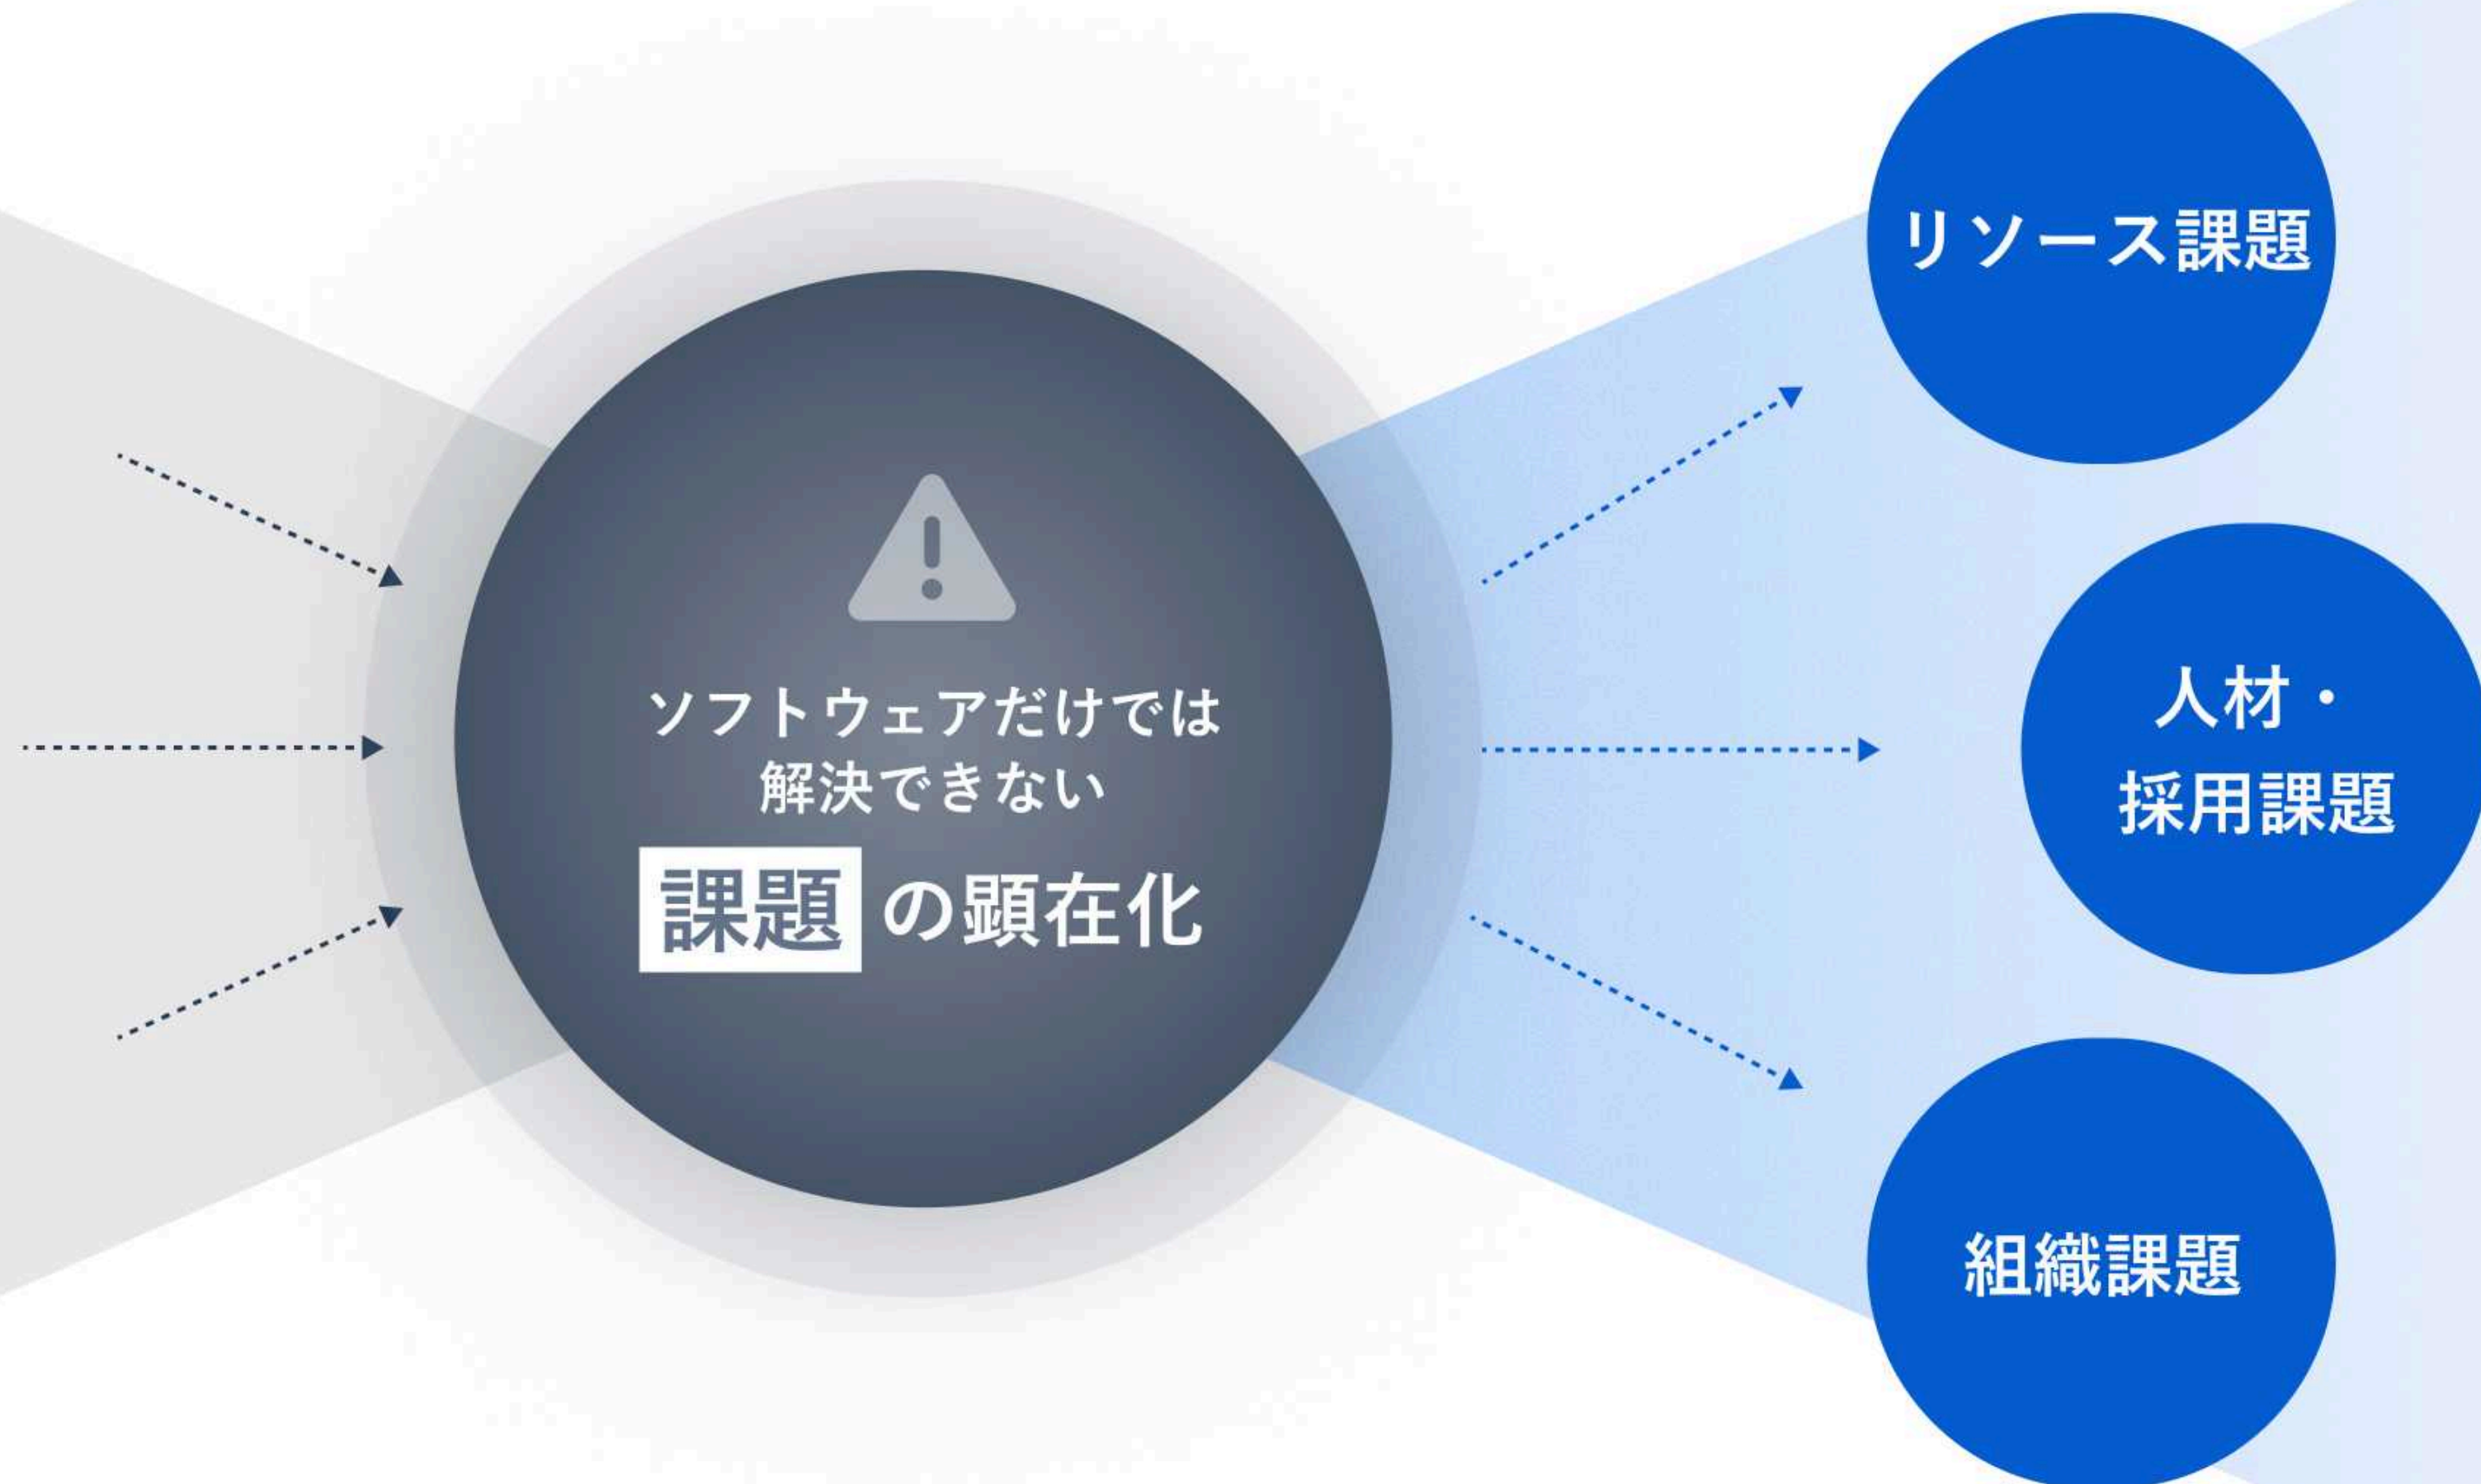 ソフトウェアだけでは
解決できない
課題 の顕在化
リソース課題
人材・
採用課題
組織課題